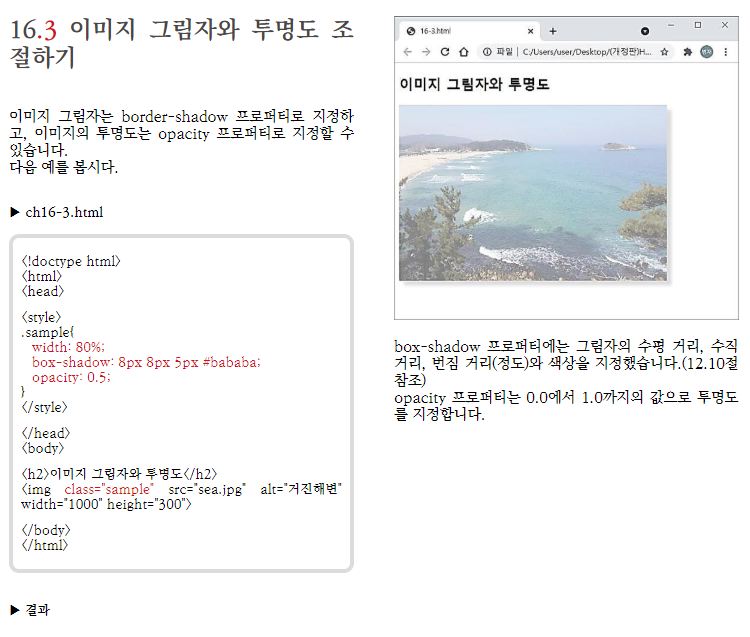 16.3 이미지 그림자와 투명도 조
절하기
이미지 그림자는 border-shadow 프로퍼티로 지정하
고, 이미지의 투명도는 opacity 프로퍼티로 지정할 수
있습니다.
다음 예를 봅시다.
▶ ch16-3.html
<!doctype html>
<html>
<head>
<style>
.sample{
width: 80%;
box-shadow: 8px 8px 5px #bababa;
opacity: 0.5;
}
</style>
</head>
<body>
<h2>이미지 그림자와 투명도</h2>
<img class="sample" src="sea.jpg" alt="거진해변"
width="1000" height="300">
</body>
</html>
▶ 결과
16-3.html
파일 | C:/Users/user/Desktop/(개정판)H...
이미지 그림자와 투명도
box-shadow 프로퍼티에는 그림자의 수평 거리, 수직
거리, 번짐 거리(정도)와 색상을 지정했습니다.(12.10절
참조)
opacity 프로퍼티는 0.0에서 1.0까지의 값으로 투명도
를 지정합니다.